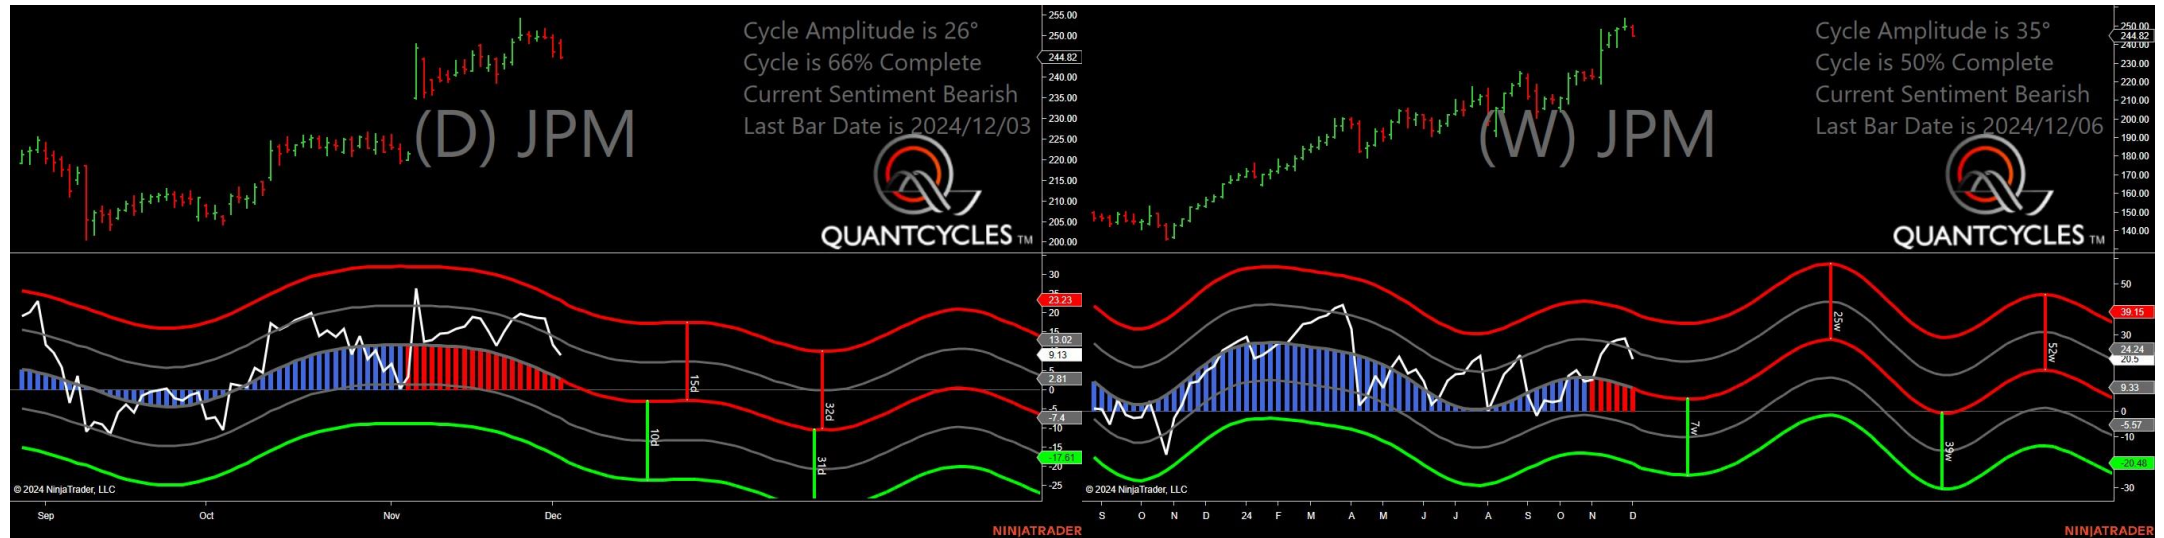 Cycle Amplitude is 26°
Cycle is 66% Complete
Current Sentiment Bearish
Last Bar Date is 2024/12/03
(D) JPM
QUANTCYCLES TM
255.00
250.00
244.82
240.00
235.00
230.00
225.00
220.00
215.00
210.00
205.00
200.00
30
23.23
20
15
13.02
9.13
5
2.81
0
-5
-7.4
-10
-15
-17.61
-20
-25
15d
10d
32d
31d
© 2024 NinjaTrader, LLC
Sep Oct Nov Dec
NINJATRADER
Cycle Amplitude is 35°
Cycle is 50% Complete
Current Sentiment Bearish
Last Bar Date is 2024/12/06
(W) JPM
QUANTCYCLES TM
250.00
244.82
240.00
230.00
220.00
210.00
200.00
190.00
180.00
170.00
160.00
150.00
140.00
50
39.15
30
24.24
20.5
9.33
0
-5.57
-10
-20.48
-30
25w
52w
7w
39w
© 2024 NinjaTrader, LLC
S O N D 24 F M A M J J A S O N D
NINJATRADER